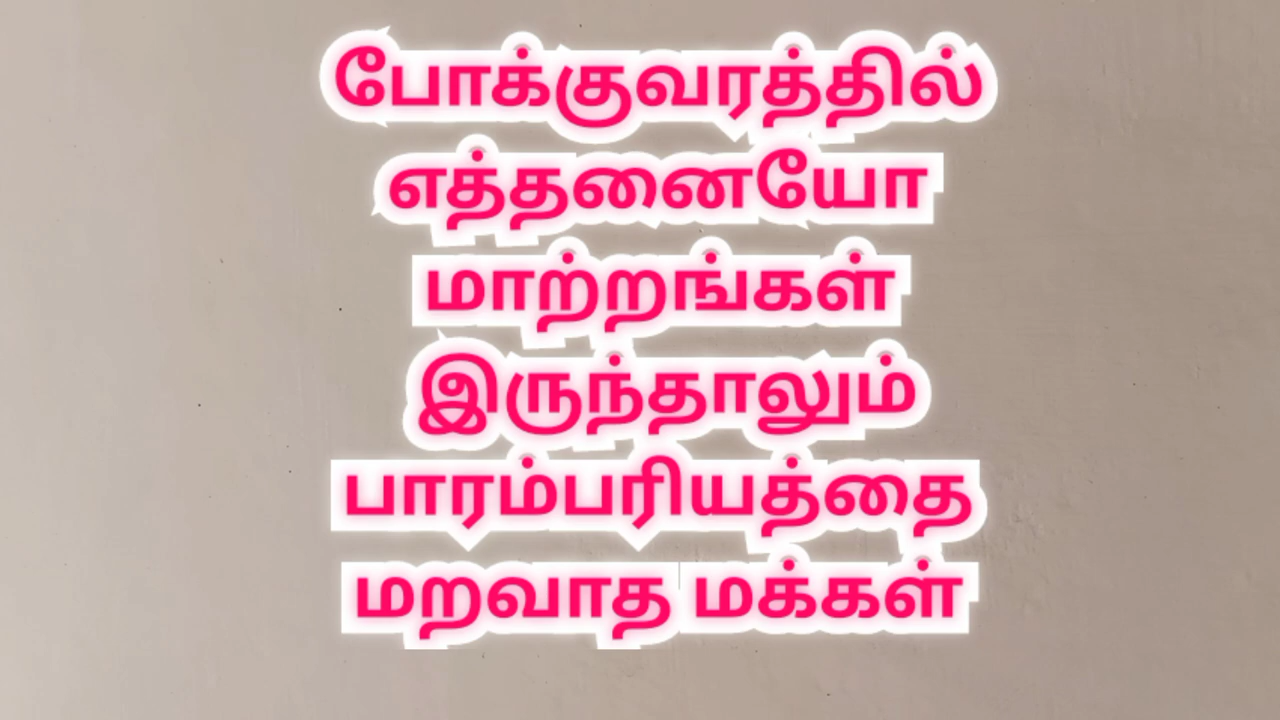 போக்குவரத்தில்
எத்தனையோ
மாற்றங்கள்
இருந்தாலும்
பாரம்பரியத்தை
மறவாத மக்கள்